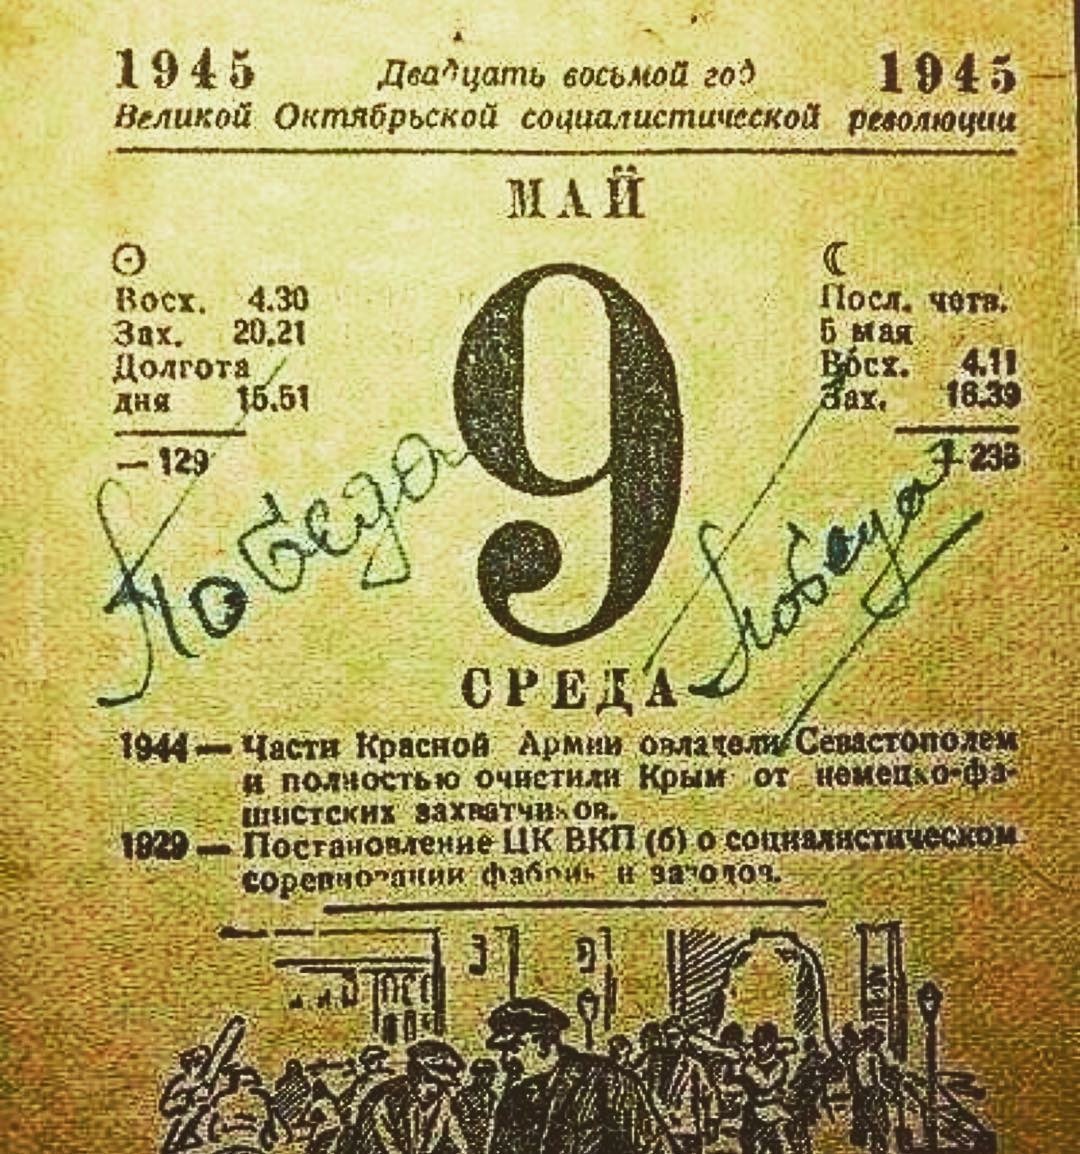 1945 Двадцать восьмой год 1945
Великой Октябрьской социалистической революции
МАЙ
Восх. 4.30
Зах. 20.21
Долгота
дня 15.51
— 129
Посл. четв.
5 мая
Восх. 4.11
Зах. 16.39
+ 236
9
Победа
Победа
СРЕДА
1944 — Части Красной Армии овладели Севастополем
и полностью очистили Крым от немецко-фа-
шистских захватчиков.
1929 — Постановление ЦК ВКП (б) о социалистическом
соревновании фабрик и заводов.